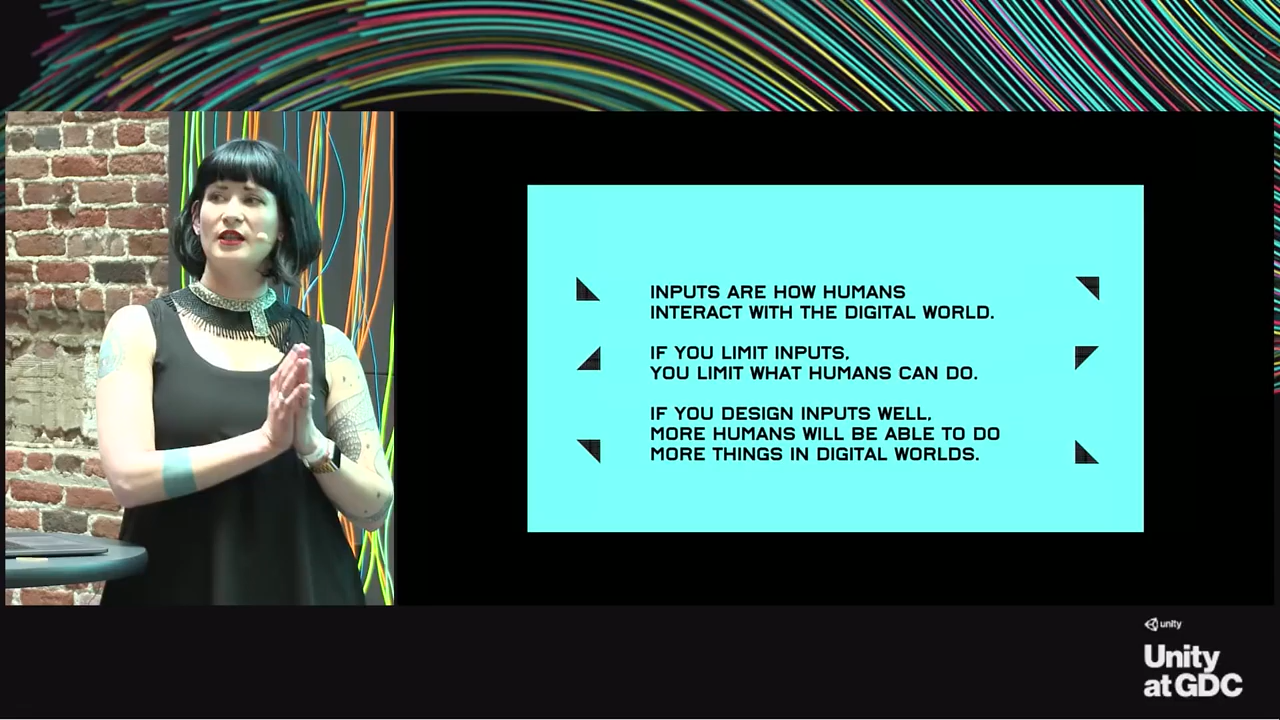 INPUTS ARE HOW HUMANS
INTERACT WITH THE DIGITAL WORLD.
IF YOU LIMIT INPUTS,
YOU LIMIT WHAT HUMANS CAN DO.
IF YOU DESIGN INPUTS WELL,
MORE HUMANS WILL BE ABLE TO DO
MORE THINGS IN DIGITAL WORLDS.
unity
Unity
at GDC